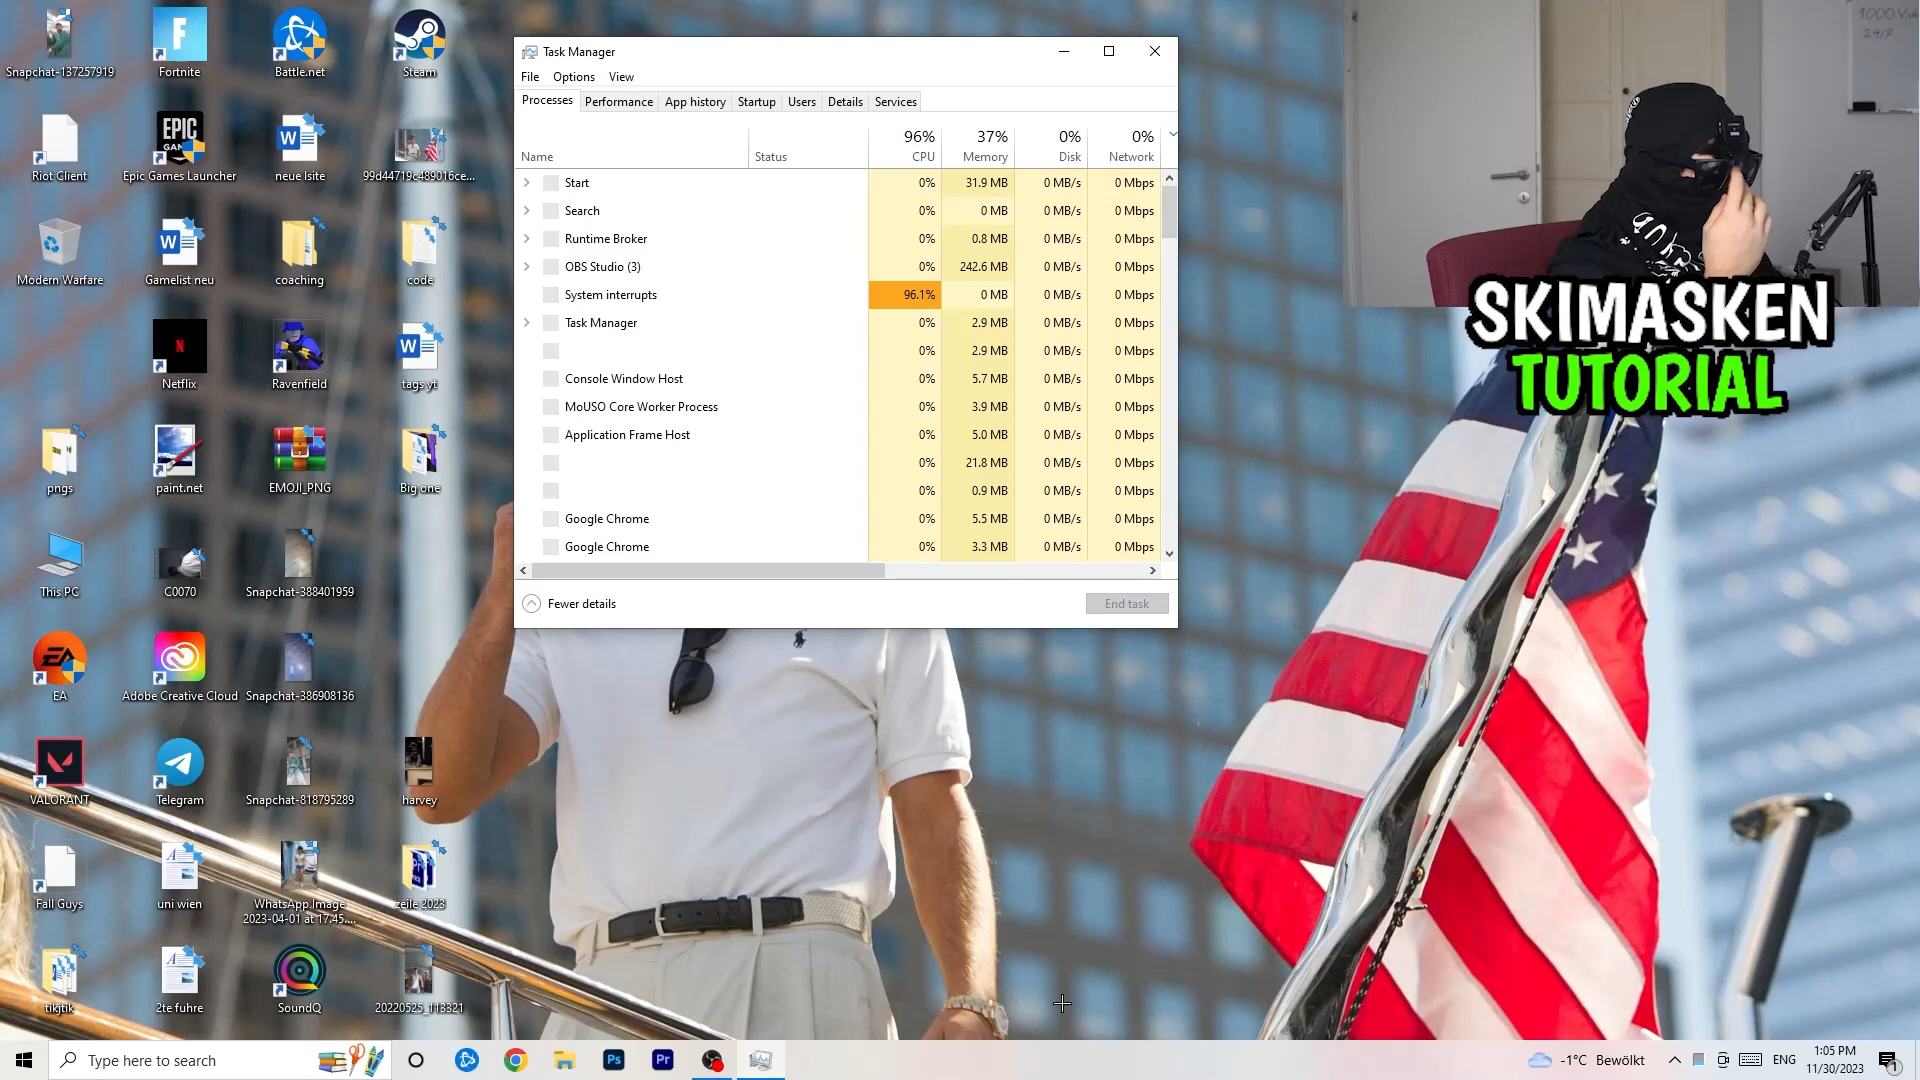 Snapchat-137257919
Fortnite
Battle.net
Steam
Riot Client
EPIC
Epic Games Launcher
neue lsite
99d44719c489016ce...
Modern Warfare
Gamelist neu
coaching
code
Netflix
Ravenfield
tags yt
pngs
paint.net
EMOJI_PNG
Big one
This PC
C0070
Snapchat-388401959
EA
Adobe Creative Cloud
Snapchat-386908136
VALORANT
Telegram
Snapchat-818795289
harvey
Fall Guys
uni wien
WhatsApp Image
2023-04-01 at 17.45....
zeile 2023
tikjtik
2te fuhre
SoundQ
20220525_113321
Task Manager
File Options View
Processes Performance App history Startup Users Details Services
96% 37% 0% 0%
Name Status CPU Memory Disk Network
Start 0% 31.9 MB 0 MB/s 0 Mbps
Search 0% 0 MB 0 MB/s 0 Mbps
Runtime Broker 0% 0.8 MB 0 MB/s 0 Mbps
OBS Studio (3) 0% 242.6 MB 0 MB/s 0 Mbps
System interrupts 96.1% 0 MB 0 MB/s 0 Mbps
Task Manager 0% 2.9 MB 0 MB/s 0 Mbps
0% 2.9 MB 0 MB/s 0 Mbps
Console Window Host 0% 5.7 MB 0 MB/s 0 Mbps
MoUSO Core Worker Process 0% 3.9 MB 0 MB/s 0 Mbps
Application Frame Host 0% 5.0 MB 0 MB/s 0 Mbps
0% 21.8 MB 0 MB/s 0 Mbps
0% 0.9 MB 0 MB/s 0 Mbps
Google Chrome 0% 5.5 MB 0 MB/s 0 Mbps
Google Chrome 0% 3.3 MB 0 MB/s 0 Mbps
Fewer details End task
1000
24/7
SKIMASKEN
TUTORIAL
Type here to search
Ps
Pr
-1°C Bewölkt
ENG
1:05 PM
11/30/2023
1